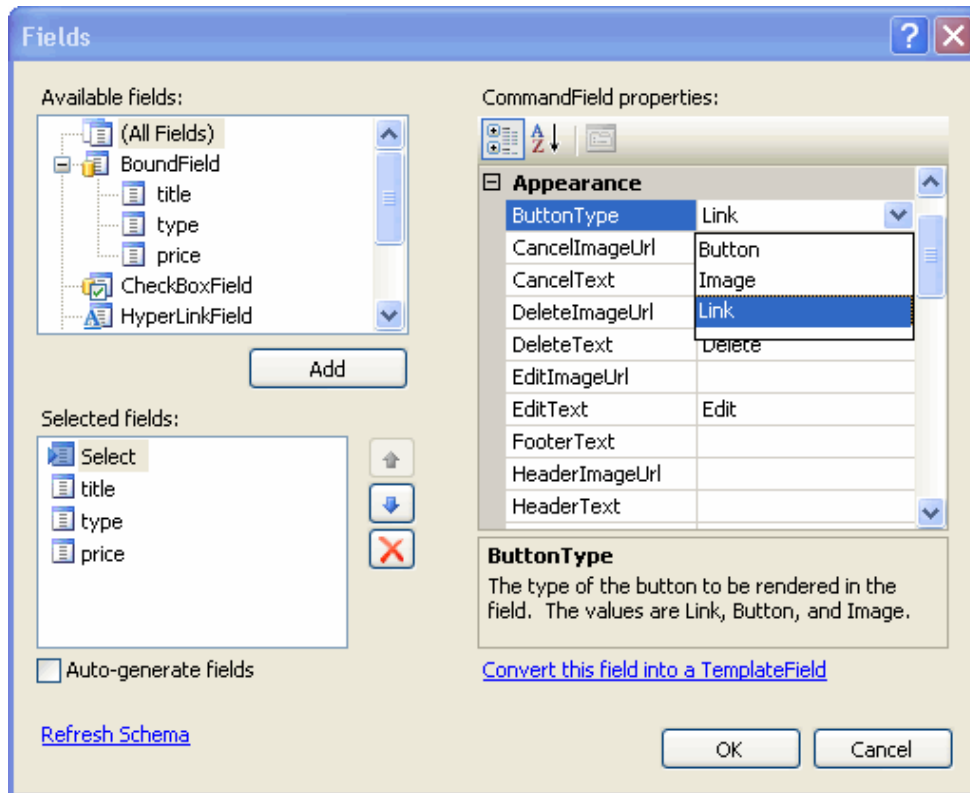 Fields
Available fields:
(All Fields)
BoundField
title
type
price
CheckBoxField
HyperLinkField
Add
Selected fields:
Select
title
type
price
Auto-generate fields
Refresh Schema
CommandField properties:
Appearance
ButtonType Link
CancelImageUrl Button
CancelText Image
DeleteImageUrl Link
DeleteText Delete
EditImageUrl
EditText Edit
FooterText
HeaderImageUrl
HeaderText
ButtonType
The type of the button to be rendered in the
field. The values are Link, Button, and Image.
Convert this field into a TemplateField
OK Cancel